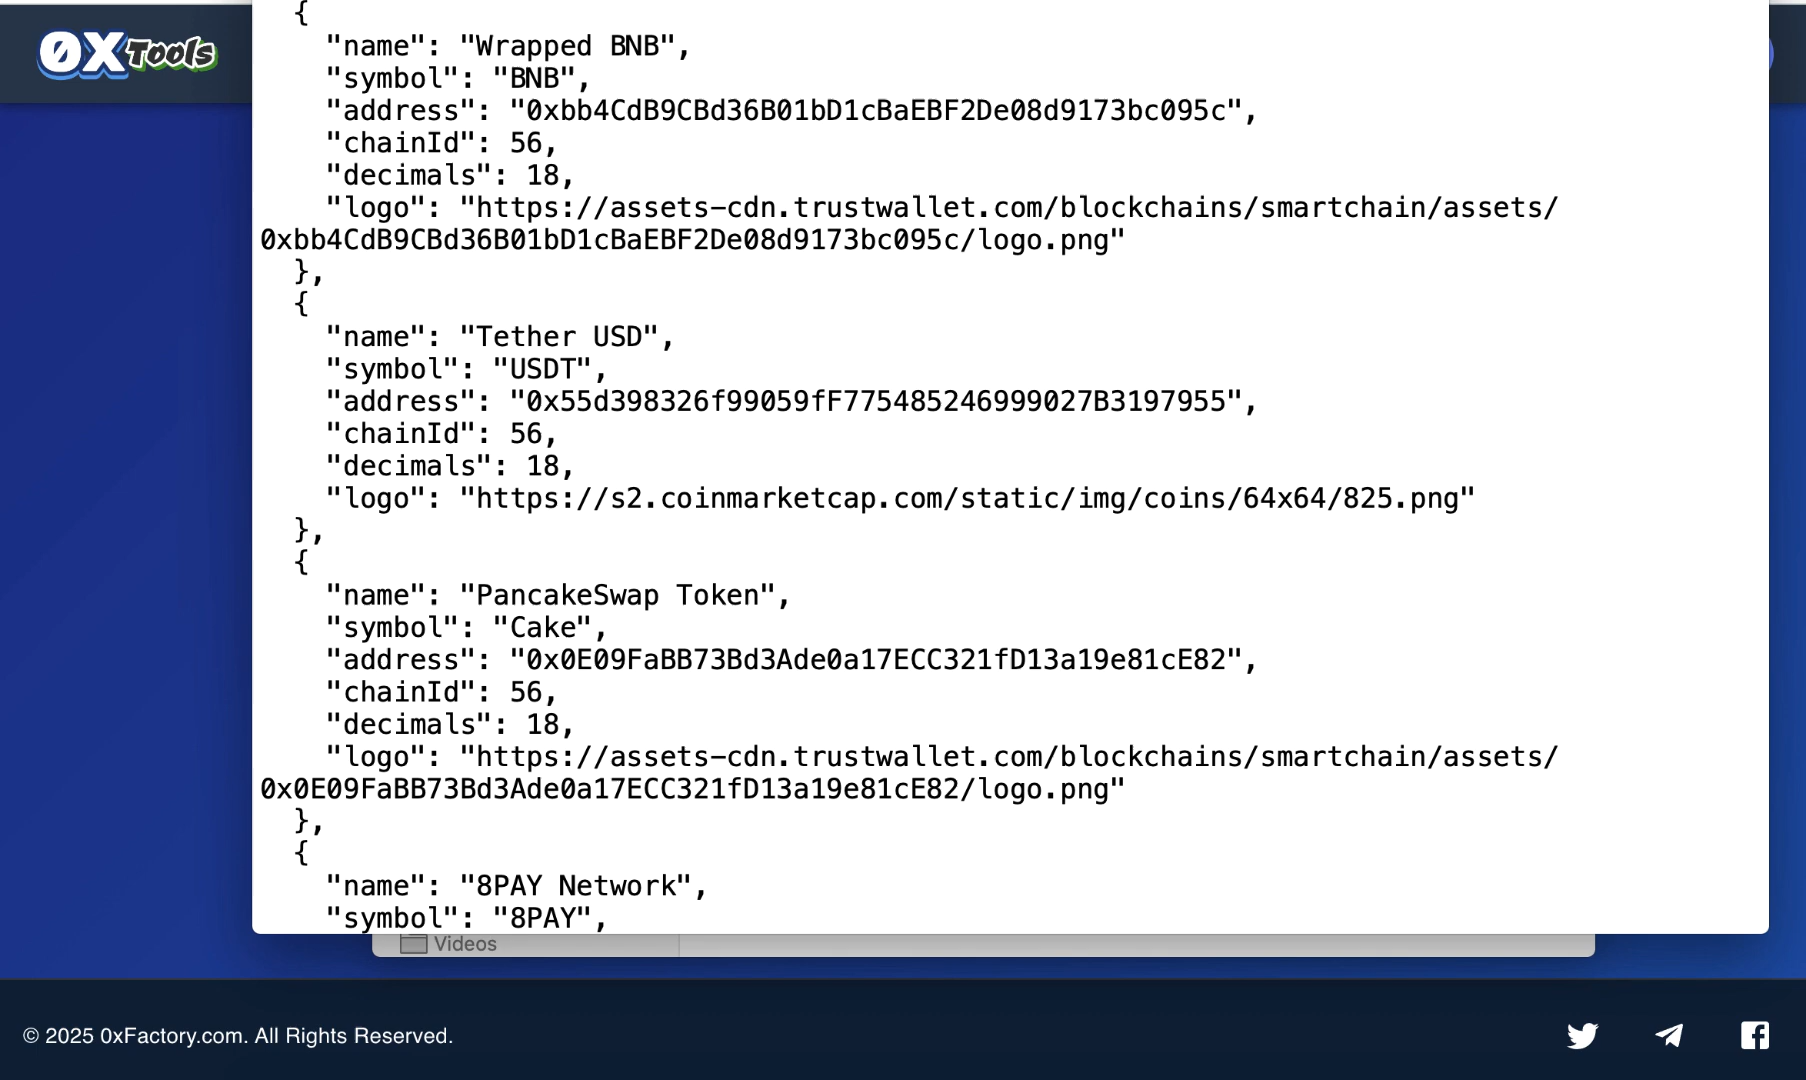 0XTools
{
"name": "Wrapped BNB",
"symbol": "BNB",
"address": "0xbb4CdB9CBd36B01bD1cBaEBF2De08d9173bc095c",
"chainId": 56,
"decimals": 18,
"logo": "https://assets-cdn.trustwallet.com/blockchains/smartchain/assets/
0xbb4CdB9CBd36B01bD1cBaEBF2De08d9173bc095c/logo.png"
},
{
"name": "Tether USD",
"symbol": "USDT",
"address": "0x55d398326f99059fF775485246999027B3197955",
"chainId": 56,
"decimals": 18,
"logo": "https://s2.coinmarketcap.com/static/img/coins/64x64/825.png"
},
{
"name": "PancakeSwap Token",
"symbol": "Cake",
"address": "0x0E09FaBB73Bd3Ade0a17ECC321fD13a19e81cE82",
"chainId": 56,
"decimals": 18,
"logo": "https://assets-cdn.trustwallet.com/blockchains/smartchain/assets/
0x0E09FaBB73Bd3Ade0a17ECC321fD13a19e81cE82/logo.png"
},
{
"name": "8PAY Network",
"symbol": "8PAY",
Videos
© 2025 0xFactory.com. All Rights Reserved.